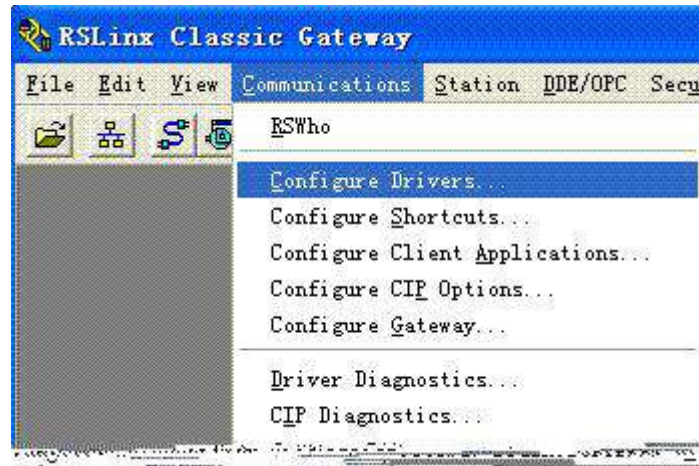 RSLinx Classic Gateway
File Edit View Communications Station DDE/OPC Secu
RSWho
Configure Drivers...
Configure Shortcuts...
Configure Client Applications...
Configure CIP Options...
Configure Gateway...
Driver Diagnostics...
CIP Diagnostics...